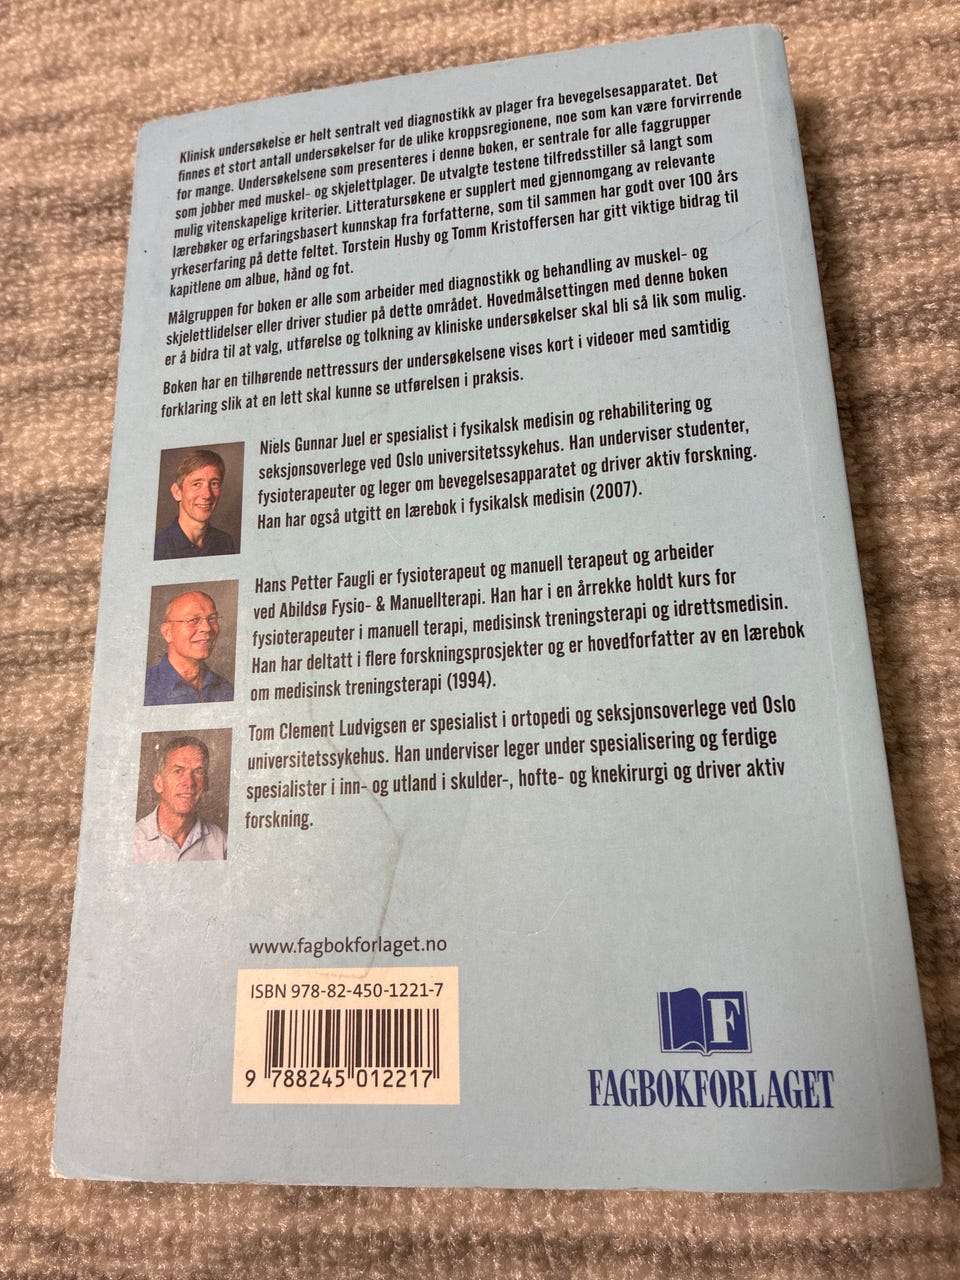 Klinisk undersøkelse er helt sentralt ved diagnostikk av plager fra bevegelsesapparatet. Det
finnes et stort antall undersøkelser for de ulike kroppsregionene, noe som kan være forvirrende
for mange. Undersøkelsene som presenteres i denne boken, er sentrale for alle faggrupper
som jobber med muskel- og skjelettplager. De utvalgte testene tilfredsstiller så langt som
mulig vitenskapelige kriterier. Litteratursøkene er supplert med gjennomgang av relevante
lærebøker og erfaringsbasert kunnskap fra forfatterne, som til sammen har godt over 100 års
yrkeserfaring på dette feltet. Torstein Husby og Tomm Kristoffersen har gitt viktige bidrag til
kapitlene om albue, hånd og fot.
Målgruppen for boken er alle som arbeider med diagnostikk og behandling av muskel- og
skjelettlidelser eller driver studier på dette området. Hovedmålsettingen med denne boken
er å bidra til at valg, utførelse og tolkning av kliniske undersøkelser skal bli så lik som mulig.
Boken har en tilhørende nettressurs der undersøkelsene vises kort i videoer med samtidig
forklaring slik at en lett skal kunne se utførelsen i praksis.
Niels Gunnar Juel er spesialist i fysikalsk medisin og rehabilitering og
seksjonsoverlege ved Oslo universitetssykehus. Han underviser studenter,
fysioterapeuter og leger om bevegelsesapparatet og driver aktiv forskning.
Han har også utgitt en lærebok i fysikalsk medisin (2007).
Hans Petter Faugli er fysioterapeut og manuell terapeut og arbeider
ved Abildsø Fysio- & Manuellterapi. Han har i en årrekke holdt kurs for
fysioterapeuter i manuell terapi, medisinsk treningsterapi og idrettsmedisin.
Han har deltatt i flere forskningsprosjekter og er hovedforfatter av en lærebok
om medisinsk treningsterapi (1994).
Tom Clement Ludvigsen er spesialist i ortopedi og seksjonsoverlege ved Oslo
universitetssykehus. Han underviser leger under spesialisering og ferdige
spesialister i inn- og utland i skulder-, hofte- og knekirurgi og driver aktiv
forskning.
www.fagbokforlaget.no
ISBN 978-82-450-1221-7
9 788245 012217
F
FAGBOKFORLAGET